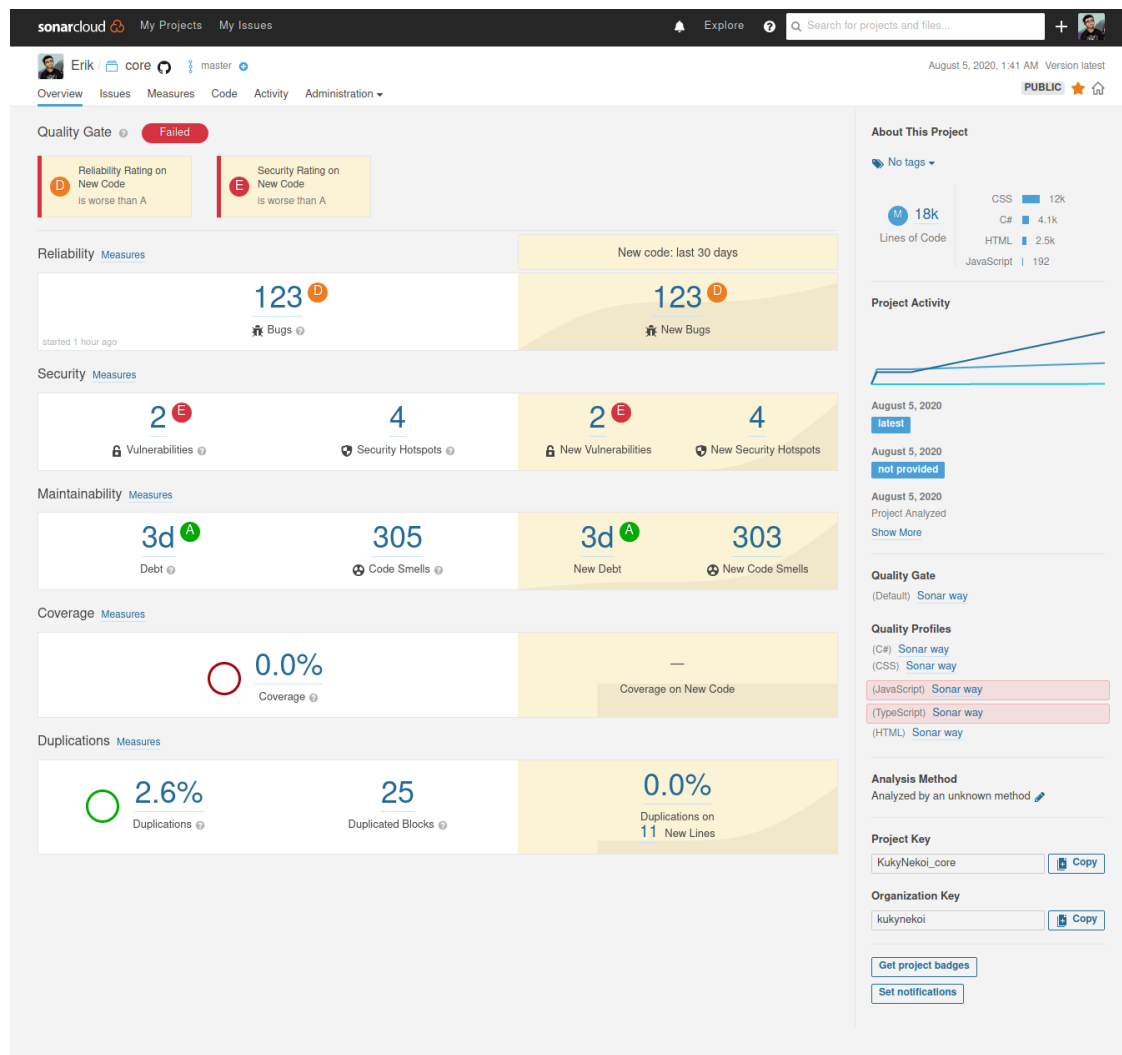 sonarcloud My Projects My Issues Explore Search for projects and files...
Erik / core master
August 5, 2020, 1:41 AM Version latest
Overview Issues Measures Code Activity Administration
PUBLIC
Quality Gate Failed
D Reliability Rating on New Code
is worse than A
E Security Rating on New Code
is worse than A
Reliability Measures
New code: last 30 days
123 D
Bugs
started 1 hour ago
123 D
New Bugs
Security Measures
2 E
Vulnerabilities
4
Security Hotspots
2 E
New Vulnerabilities
4
New Security Hotspots
Maintainability Measures
3d A
Debt
305
Code Smells
3d A
New Debt
303
New Code Smells
Coverage Measures
0.0%
Coverage
—
Coverage on New Code
Duplications Measures
2.6%
Duplications
25
Duplicated Blocks
0.0%
Duplications on
11 New Lines
About This Project
No tags
M 18k
Lines of Code
CSS 12k
C# 4.1k
HTML 2.5k
JavaScript 192
Project Activity
August 5, 2020
latest
August 5, 2020
not provided
August 5, 2020
Project Analyzed
Show More
Quality Gate
(Default) Sonar way
Quality Profiles
(C#) Sonar way
(CSS) Sonar way
(JavaScript) Sonar way
(TypeScript) Sonar way
(HTML) Sonar way
Analysis Method
Analyzed by an unknown method
Project Key
KukyNekoi_core Copy
Organization Key
kukynekoi Copy
Get project badges
Set notifications